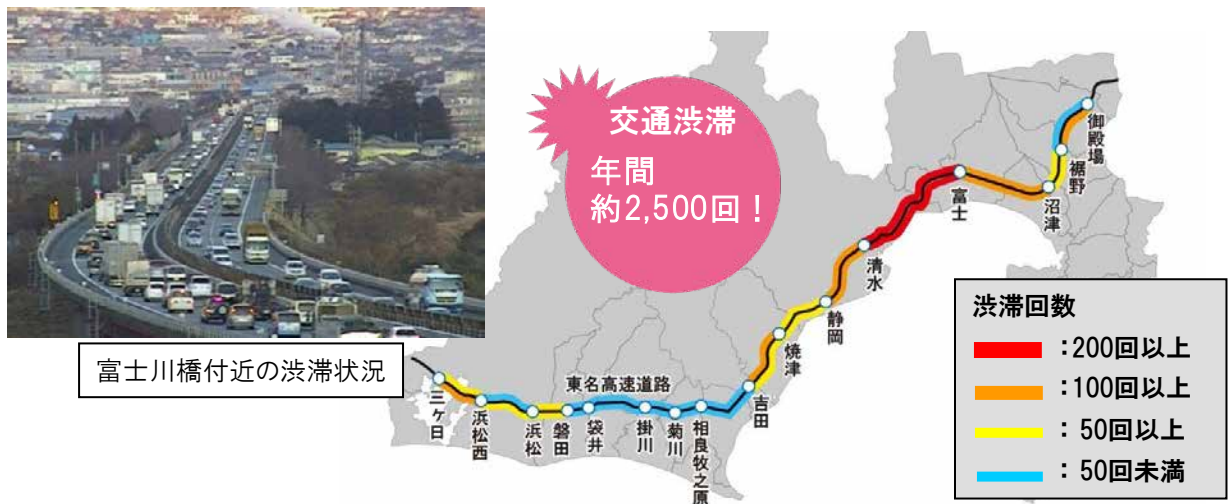 交通渋滞
年間
約2,500回！
富士川橋付近の渋滞状況
東名高速道路
御殿場
裾野
沼津
富士
清水
静岡
焼津
吉田
相良牧之原
菊川
掛川
袋井
磐田
浜松
浜松西
三ケ日
渋滞回数
：200回以上
：100回以上
：50回以上
：50回未満